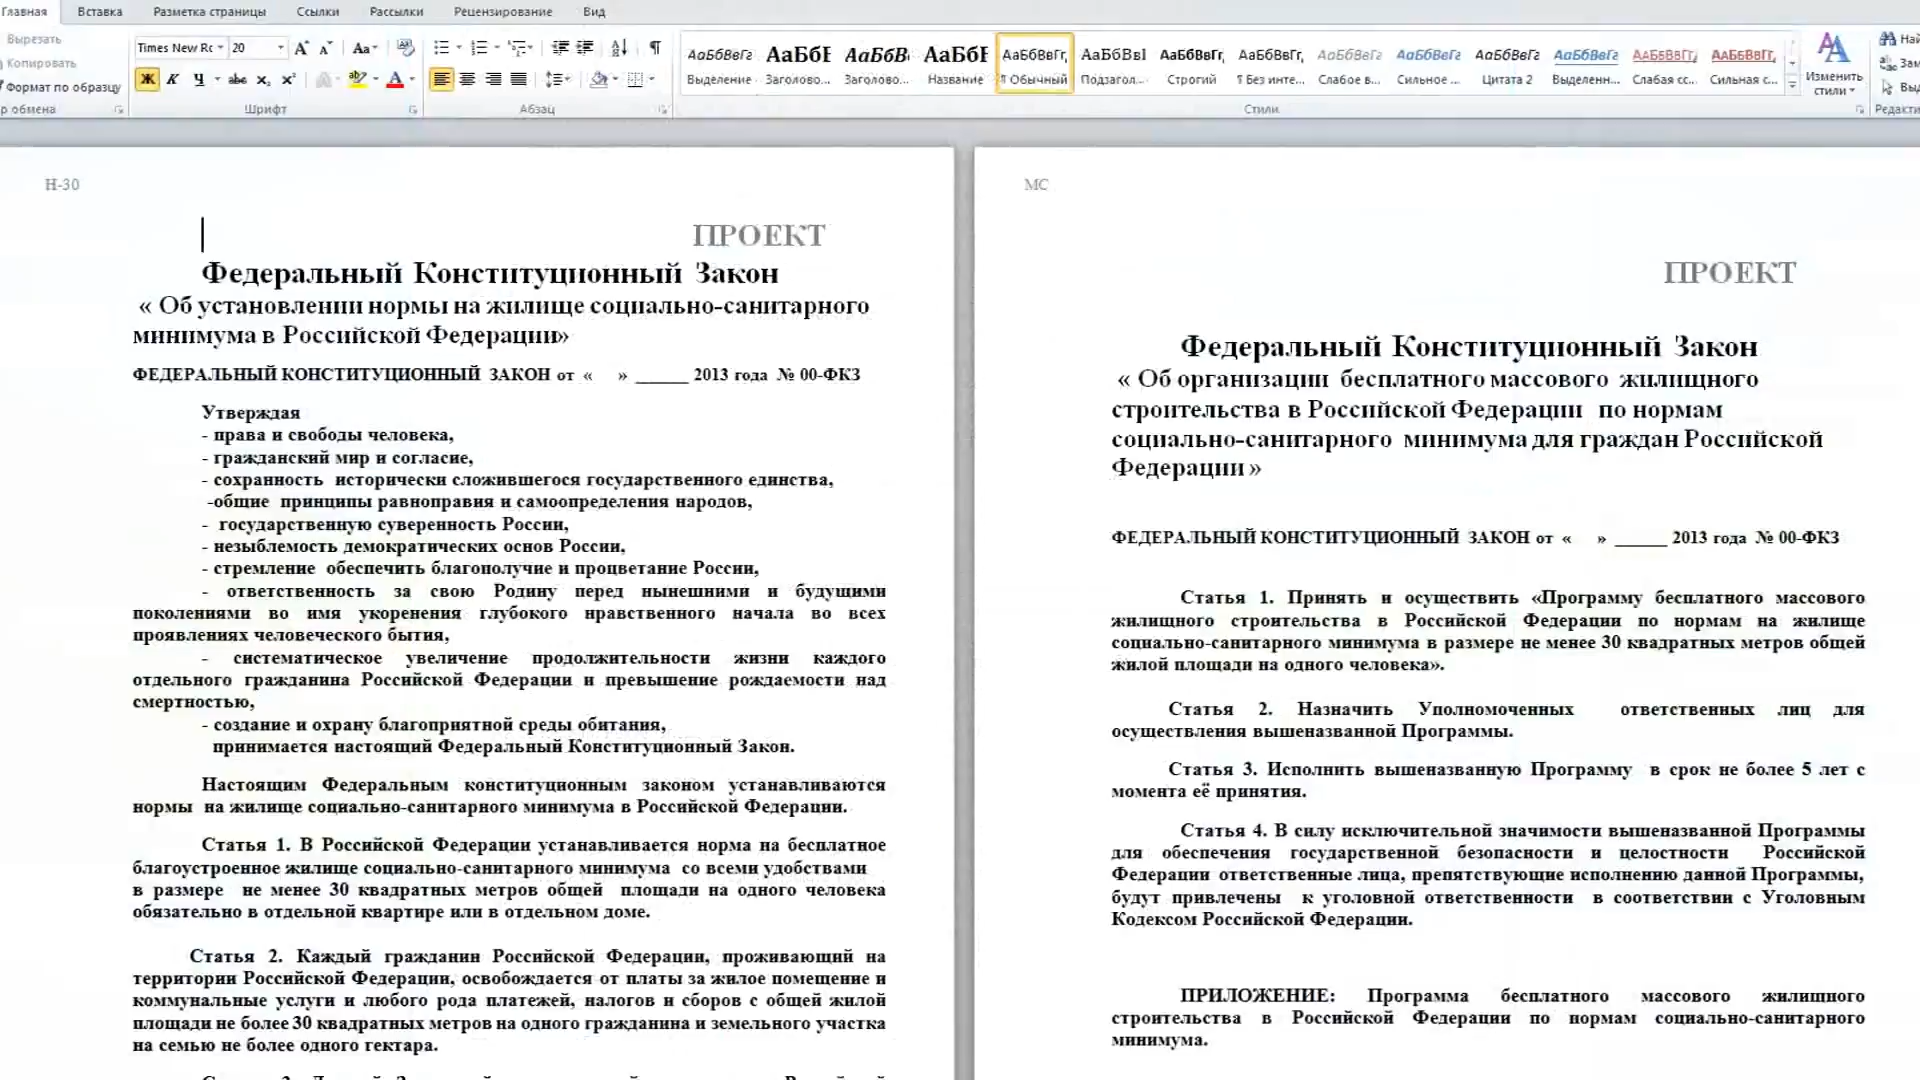 Главная Вставка Разметка страницы Ссылки Рассылки Рецензирование Вид
Вырезать
Копировать
Формат по образцу
р обмена
Times New Rc 20
Шрифт
Абзац
АаБбВвГг АаБбІ АаБбВ. АаБбІ АаБбВвГг, АаБбВвІ АаБбВвГг, АаБбВвГг, АаБбВвГг АаБбВвГг АаБбВвГг АаБбВвГг ААББВВГГ, ААББВВГГ,
Выделение Заголово... Заголово... Название ¶ Обычный Подзагол... Строгий ¶ Без инте... Слабое в... Сильное ... Цитата 2 Выделенн... Слабая сс... Сильная с...
Стили
Изменить
стили
Най
Зам
Выд
Редакти
Н-30
ПРОЕКТ
Федеральный Конституционный Закон
« Об установлении нормы на жилище социально-санитарного
минимума в Российской Федерации»
ФЕДЕРАЛЬНЫЙ КОНСТИТУЦИОННЫЙ ЗАКОН от « » ______ 2013 года № 00-ФКЗ
Утверждая
- права и свободы человека,
- гражданский мир и согласие,
- сохранность исторически сложившегося государственного единства,
-общие принципы равноправия и самоопределения народов,
- государственную суверенность России,
- незыблемость демократических основ России,
- стремление обеспечить благополучие и процветание России,
- ответственность за свою Родину перед нынешними и будущими
поколениями во имя укоренения глубокого нравственного начала во всех
проявлениях человеческого бытия,
- систематическое увеличение продолжительности жизни каждого
отдельного гражданина Российской Федерации и превышение рождаемости над
смертностью,
- создание и охрану благоприятной среды обитания,
принимается настоящий Федеральный Конституционный Закон.
Настоящим Федеральным конституционным законом устанавливаются
нормы на жилище социально-санитарного минимума в Российской Федерации.
Статья 1. В Российской Федерации устанавливается норма на бесплатное
благоустроенное жилище социально-санитарного минимума со всеми удобствами
в размере не менее 30 квадратных метров общей площади на одного человека
обязательно в отдельной квартире или в отдельном доме.
Статья 2. Каждый гражданин Российской Федерации, проживающий на
территории Российской Федерации, освобождается от платы за жилое помещение и
коммунальные услуги и любого рода платежей, налогов и сборов с общей жилой
площади не более 30 квадратных метров на одного гражданина и земельного участка
на семью не более одного гектара.
МС
ПРОЕКТ
Федеральный Конституционный Закон
« Об организации бесплатного массового жилищного
строительства в Российской Федерации по нормам
социально-санитарного минимума для граждан Российской
Федерации »
ФЕДЕРАЛЬНЫЙ КОНСТИТУЦИОННЫЙ ЗАКОН от « » ______ 2013 года № 00-ФКЗ
Статья 1. Принять и осуществить «Программу бесплатного массового
жилищного строительства в Российской Федерации по нормам на жилище
социально-санитарного минимума в размере не менее 30 квадратных метров общей
жилой площади на одного человека».
Статья 2. Назначить Уполномоченных ответственных лиц для
осуществления вышеназванной Программы.
Статья 3. Исполнить вышеназванную Программу в срок не более 5 лет с
момента её принятия.
Статья 4. В силу исключительной значимости вышеназванной Программы
для обеспечения государственной безопасности и целостности Российской
Федерации ответственные лица, препятствующие исполнению данной Программы,
будут привлечены к уголовной ответственности в соответствии с Уголовным
Кодексом Российской Федерации.
ПРИЛОЖЕНИЕ: Программа бесплатного массового жилищного
строительства в Российской Федерации по нормам социально-санитарного
минимума.